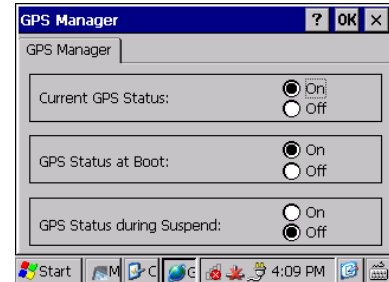 GPS Manager ? OK ×
GPS Manager
Current GPS Status:
On
Off
GPS Status at Boot:
On
Off
GPS Status during Suspend:
On
Off
Start M C G 4:09 PM